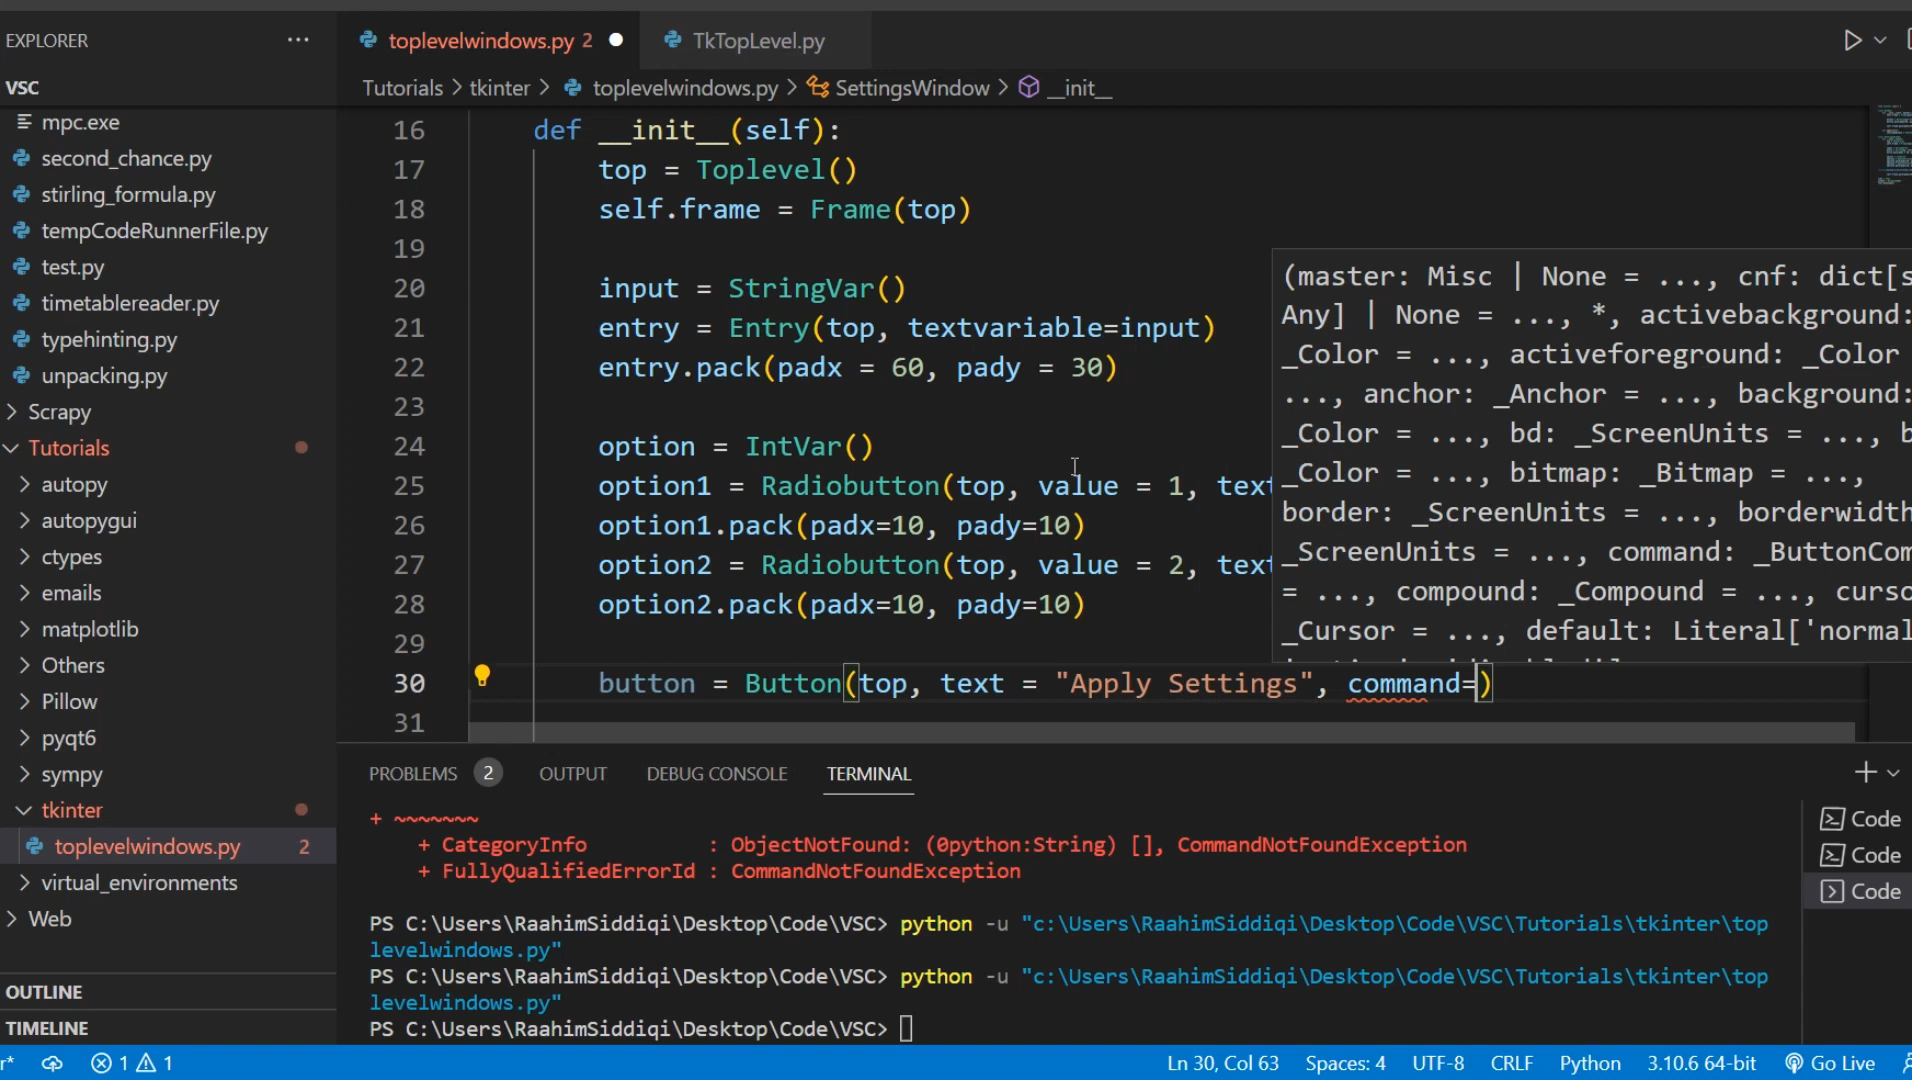 EXPLORER
...
VSC
mpc.exe
second_chance.py
stirling_formula.py
tempCodeRunnerFile.py
test.py
timetablereader.py
typehinting.py
unpacking.py
Scrapy
Tutorials
autopy
autopygui
ctypes
emails
matplotlib
Others
Pillow
pyqt6
sympy
tkinter
toplevelwindows.py 2
virtual_environments
Web
OUTLINE
TIMELINE
toplevelwindows.py 2
TkTopLevel.py
Tutorials > tkinter > toplevelwindows.py > SettingsWindow > __init__
16 def __init__(self):
17 top = Toplevel()
18 self.frame = Frame(top)
19
20 input = StringVar()
21 entry = Entry(top, textvariable=input)
22 entry.pack(padx = 60, pady = 30)
23
24 option = IntVar()
25 option1 = Radiobutton(top, value = 1, text
26 option1.pack(padx=10, pady=10)
27 option2 = Radiobutton(top, value = 2, text
28 option2.pack(padx=10, pady=10)
29
30 button = Button(top, text = "Apply Settings", command=)
31
(master: Misc | None = ..., cnf: dict[s
Any] | None = ..., *, activebackground:
_Color = ..., activeforeground: _Color
..., anchor: _Anchor = ..., background:
_Color = ..., bd: _ScreenUnits = ..., b
_Color = ..., bitmap: _Bitmap = ...,
border: _ScreenUnits = ..., borderwidth
_ScreenUnits = ..., command: _ButtonCom
= ..., compound: _Compound = ..., curso
_Cursor = ..., default: Literal['normal
PROBLEMS 2 OUTPUT DEBUG CONSOLE TERMINAL
+ ~~~~~~~
+ CategoryInfo : ObjectNotFound: (0python:String) [], CommandNotFoundException
+ FullyQualifiedErrorId : CommandNotFoundException
PS C:\Users\RaahimSiddiqi\Desktop\Code\VSC> python -u "c:\Users\RaahimSiddiqi\Desktop\Code\VSC\Tutorials\tkinter\top
levelwindows.py"
PS C:\Users\RaahimSiddiqi\Desktop\Code\VSC> python -u "c:\Users\RaahimSiddiqi\Desktop\Code\VSC\Tutorials\tkinter\top
levelwindows.py"
PS C:\Users\RaahimSiddiqi\Desktop\Code\VSC>
Code
Code
Code
r* 1 1 Ln 30, Col 63 Spaces: 4 UTF-8 CRLF Python 3.10.6 64-bit Go Live